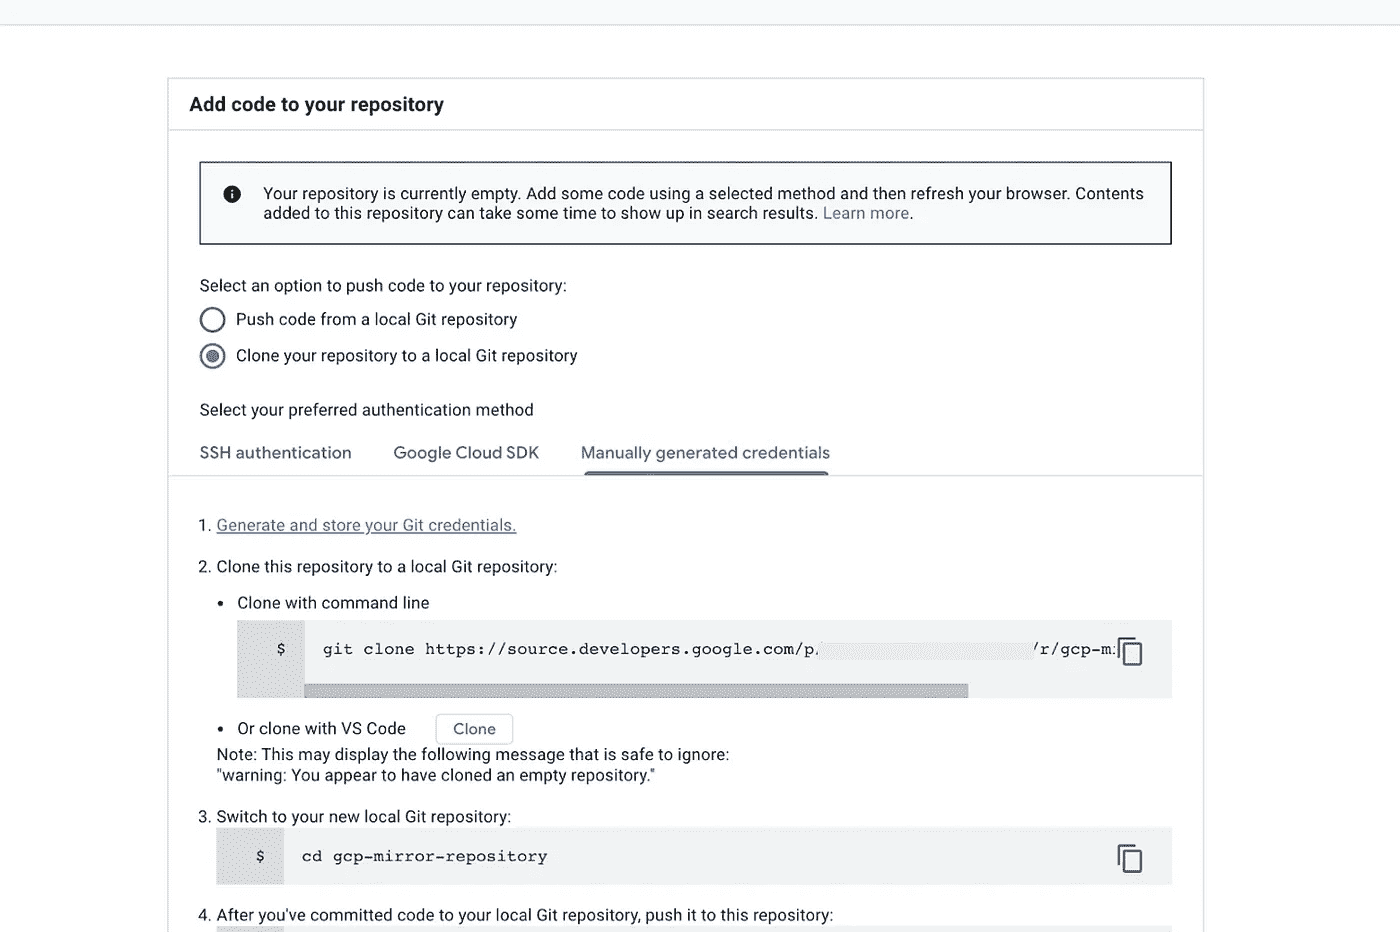 Add code to your repository
Your repository is currently empty. Add some code using a selected method and then refresh your browser. Contents
added to this repository can take some time to show up in search results. Learn more.
Select an option to push code to your repository:
Push code from a local Git repository
Clone your repository to a local Git repository
Select your preferred authentication method
SSH authentication Google Cloud SDK Manually generated credentials
1. Generate and store your Git credentials.
2. Clone this repository to a local Git repository:
• Clone with command line
$ git clone https://source.developers.google.com/p/ /r/gcp-mi
• Or clone with VS Code Clone
Note: This may display the following message that is safe to ignore:
"warning: You appear to have cloned an empty repository."
3. Switch to your new local Git repository:
$ cd gcp-mirror-repository
4. After you've committed code to your local Git repository, push it to this repository: